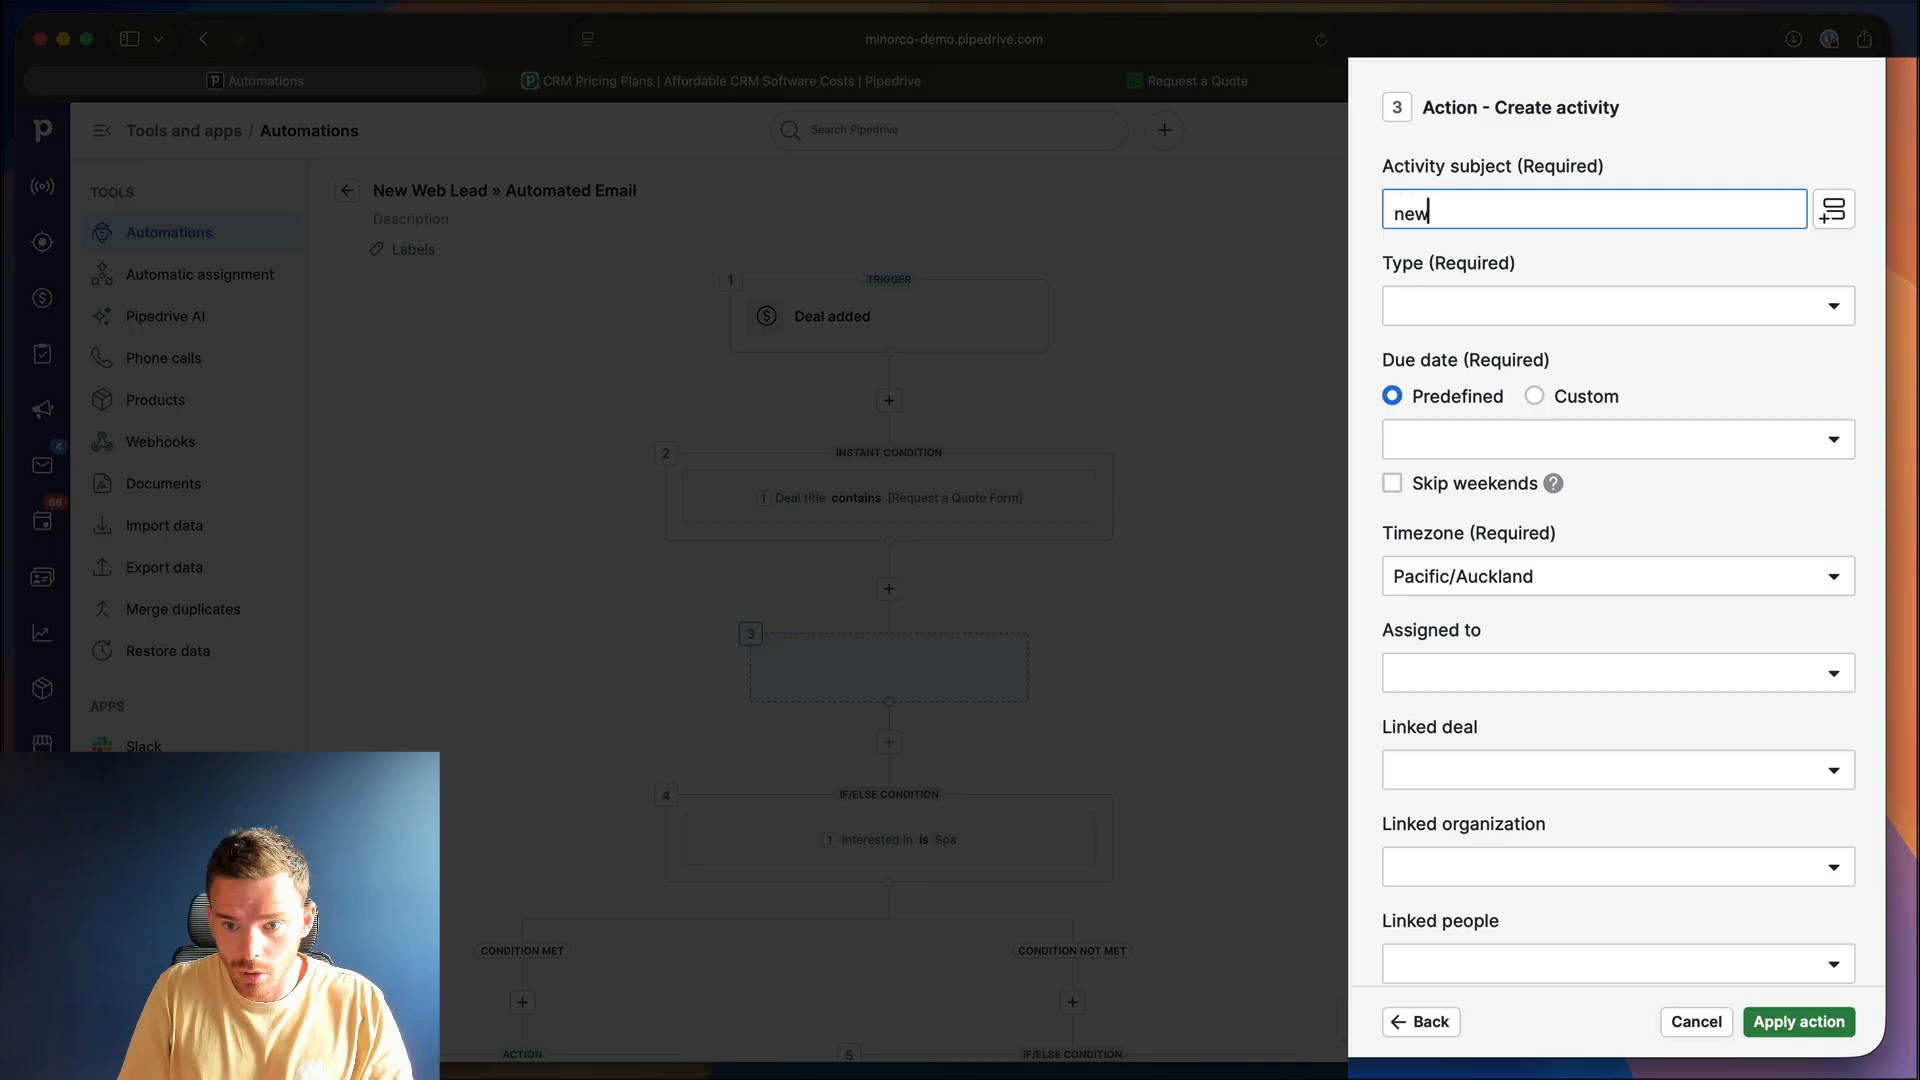 minorco-demo.pipedrive.com
Automations
CRM Pricing Plans | Affordable CRM Software Costs | Pipedrive
Request a Quote
Tools and apps / Automations
Search Pipedrive
TOOLS
Automations
Automatic assignment
Pipedrive AI
Phone calls
Products
Webhooks
Documents
Import data
Export data
Merge duplicates
Restore data
APPS
Slack
4
66
New Web Lead » Automated Email
Description
Labels
1
TRIGGER
Deal added
2
INSTANT CONDITION
1 Deal title contains [Request a Quote Form]
3
4
IF/ELSE CONDITION
1 Interested In is Spa
CONDITION MET
CONDITION NOT MET
ACTION
5
IF/ELSE CONDITION
3 Action - Create activity
Activity subject (Required)
new
Type (Required)
Due date (Required)
Predefined
Custom
Skip weekends ?
Timezone (Required)
Pacific/Auckland
Assigned to
Linked deal
Linked organization
Linked people
Back
Cancel
Apply action